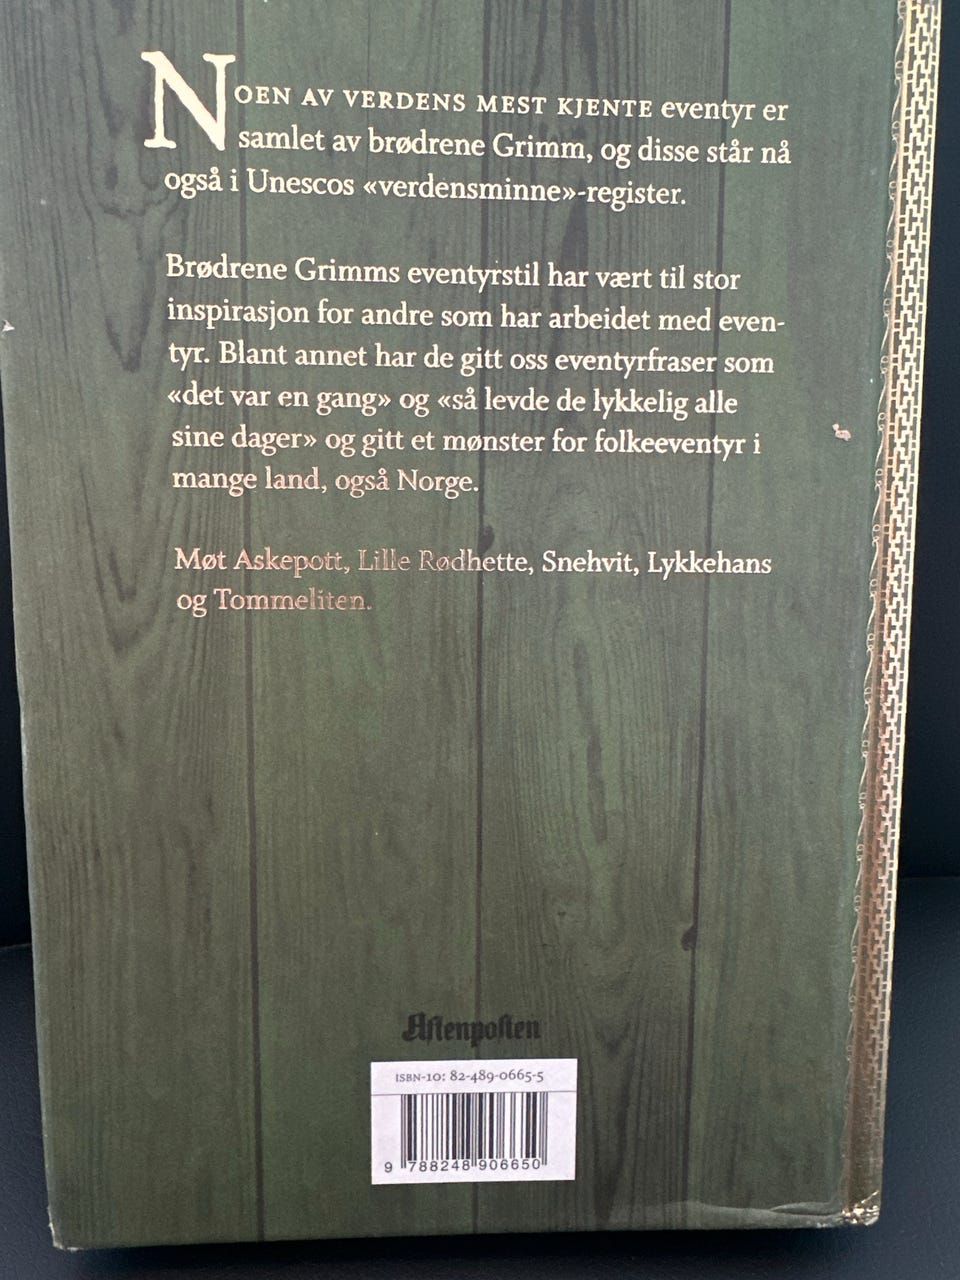 NOEN AV VERDENS MEST KJENTE eventyr er
samlet av brødrene Grimm, og disse står nå
også i Unescos «verdensminne»-register.
Brødrene Grimms eventyrstil har vært til stor
inspirasjon for andre som har arbeidet med even-
tyr. Blant annet har de gitt oss eventyrfraser som
«det var en gang» og «så levde de lykkelig alle
sine dager» og gitt et mønster for folkeeventyr i
mange land, også Norge.
Møt Askepott, Lille Rødhette, Snehvit, Lykkehans
og Tommeliten.
Aftenposten
ISBN-10: 82-489-0665-5
9 788248 906650